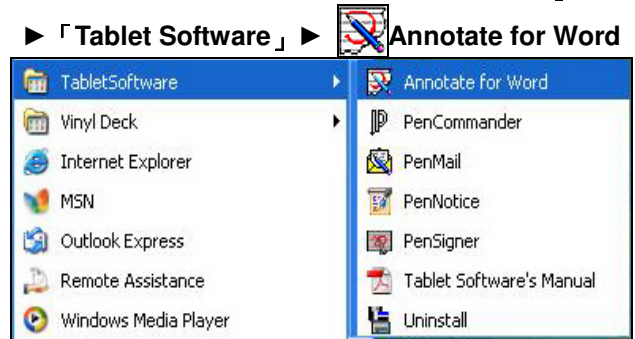 ► 「Tablet Software」 ► Annotate for Word
TabletSoftware
Vinyl Deck
Internet Explorer
MSN
Outlook Express
Remote Assistance
Windows Media Player
Annotate for Word
PenCommander
PenMail
PenNotice
PenSigner
Tablet Software's Manual
Uninstall